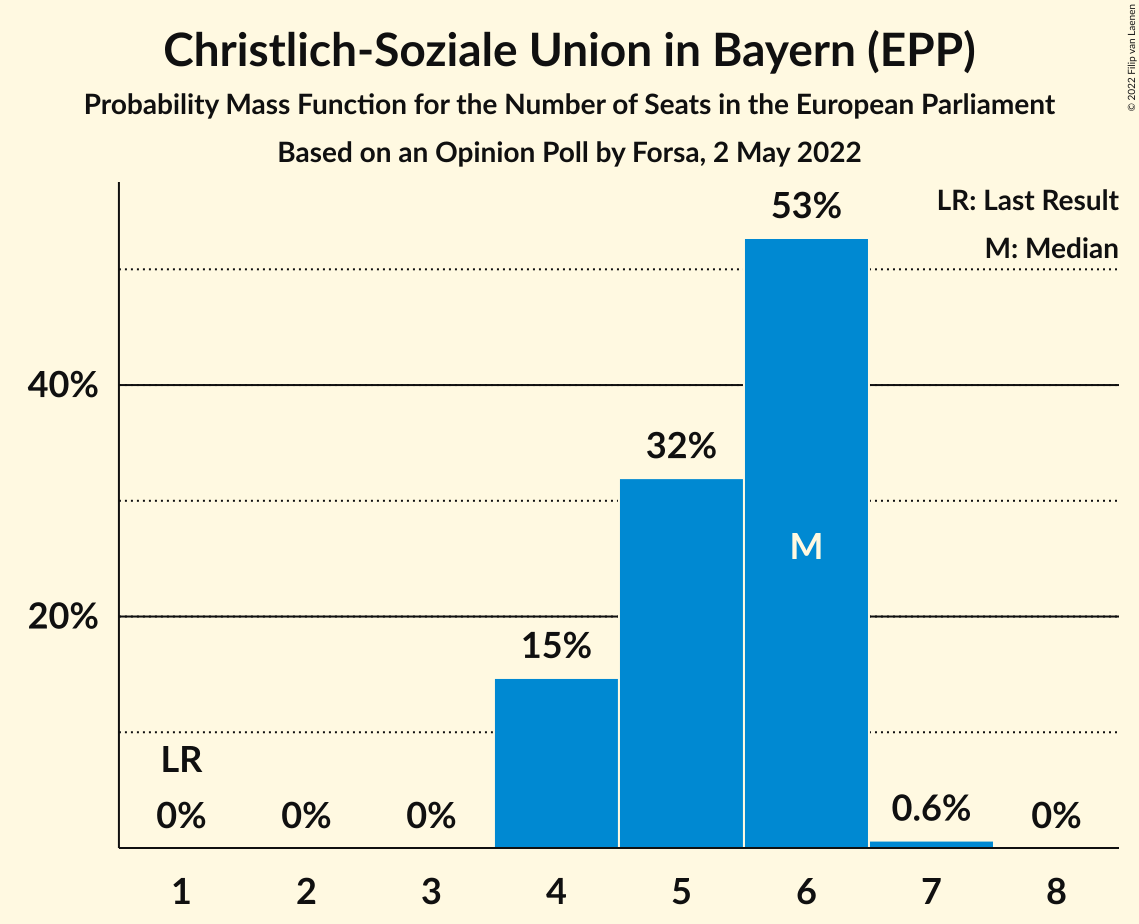 Christlich-Soziale Union in Bayern (EPP)
Probability Mass Function for the Number of Seats in the European Parliament
Based on an Opinion Poll by Forsa, 2 May 2022
© 2022 Filip van Laenen
LR: Last Result
M: Median
53%
40%
32%
M
20%
15%
LR
0%
0%
0%
0.6%
0%
1 2 3 4 5 6 7 8